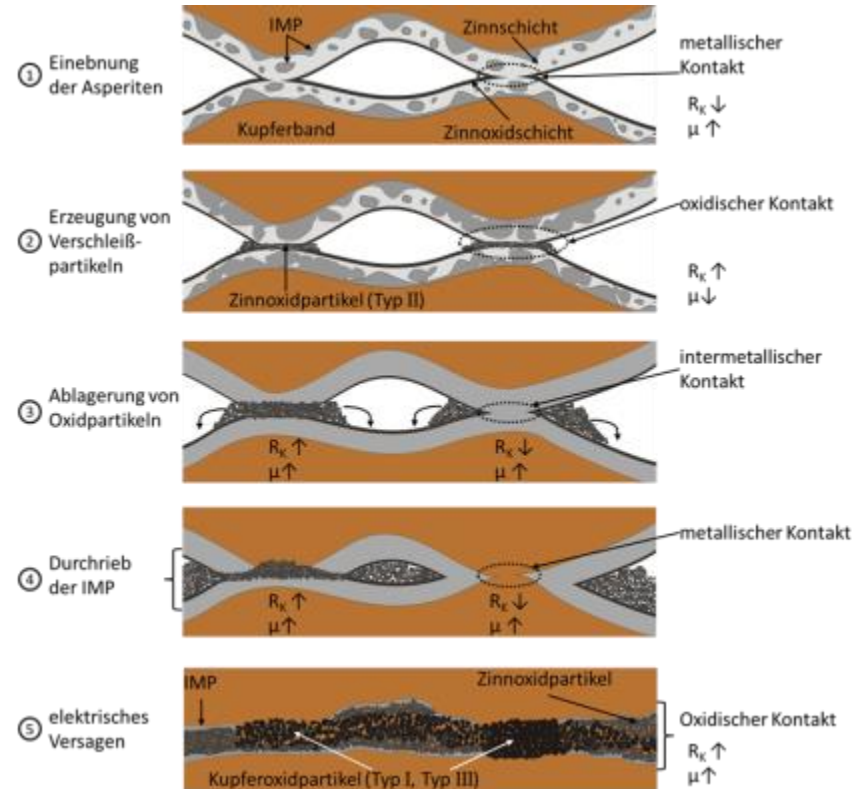 ① Einebnung
der Asperiten
IMP
Zinnschicht
Kupferband
Zinnoxidschicht
metallischer
Kontakt
R_K ↓
μ ↑
② Erzeugung von
Verschleiß-
partikeln
Zinnoxidpartikel (Typ II)
oxidischer Kontakt
R_K ↑
μ↓
③ Ablagerung von
Oxidpartikeln
intermetallischer
Kontakt
R_K ↑
μ↑
R_K ↓
μ↑
④ Durchrieb
der IMP
metallischer Kontakt
R_K ↑
μ↑
R_K ↓
μ↑
⑤ elektrisches
Versagen
IMP
Zinnoxidpartikel
Kupferoxidpartikel (Typ I, Typ III)
Oxidischer Kontakt
R_K ↑
μ↑